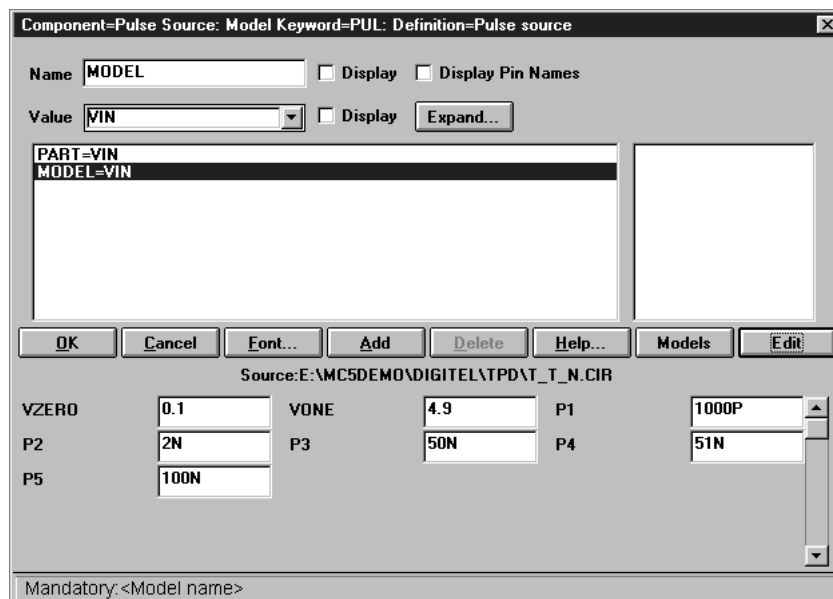 Component=Pulse Source: Model Keyword=PUL: Definition=Pulse source
Name MODEL Display Display Pin Names
Value VIN Display Expand...
PART=VIN
MODEL=VIN
OK Cancel Font... Add Delete Help... Models Edit
Source:E:\MC5DEMO\DIGITEL\TPD\T_T_N.CIR
VZERO 0.1 VONE 4.9 P1 1000P
P2 2N P3 50N P4 51N
P5 100N
Mandatory:<Model name>